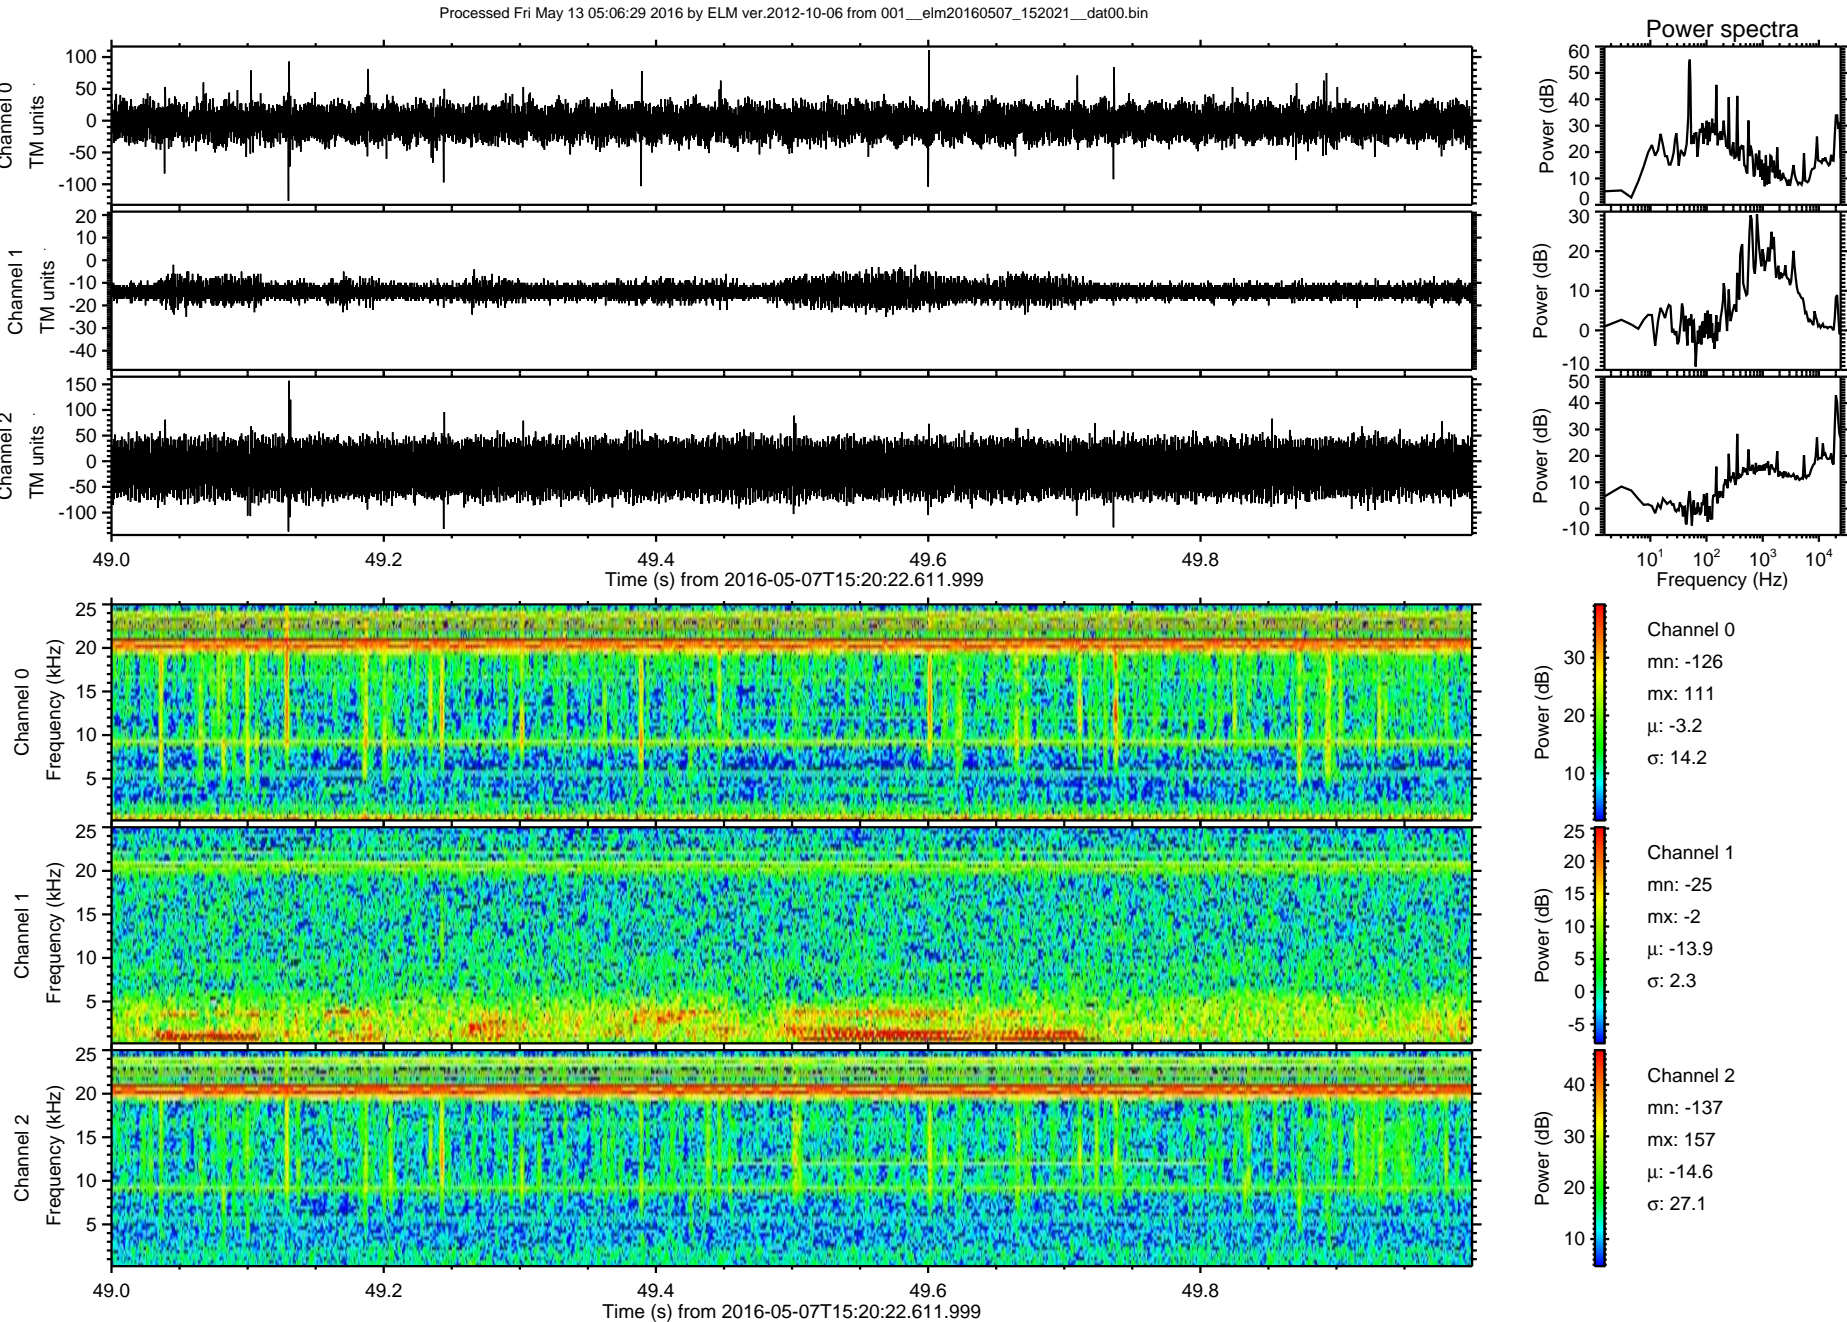 Processed Fri May 13 05:06:29 2016 by ELM ver.2012-10-06 from 001__elm20160507_152021__dat00.bin
Power spectra
Channel 0
TM units
100
50
0
-50
-100
Power (dB)
60
50
40
30
20
10
0
Channel 1
TM units
20
10
0
-10
-20
-30
-40
Power (dB)
30
20
10
0
-10
Channel 2
TM units
150
100
50
0
-50
-100
Power (dB)
50
40
30
20
10
0
-10
49.0 49.2 49.4 49.6 49.8
Time (s) from 2016-05-07T15:20:22.611.999
10^1 10^2 10^3 10^4
Frequency (Hz)
Channel 0
Frequency (kHz)
25
20
15
10
5
Power (dB)
30
20
10
Channel 0
mn: -126
mx: 111
μ: -3.2
σ: 14.2
Channel 1
Frequency (kHz)
25
20
15
10
5
Power (dB)
25
20
15
10
5
0
-5
Channel 1
mn: -25
mx: -2
μ: -13.9
σ: 2.3
Channel 2
Frequency (kHz)
25
20
15
10
5
Power (dB)
40
30
20
10
Channel 2
mn: -137
mx: 157
μ: -14.6
σ: 27.1
49.0 49.2 49.4 49.6 49.8
Time (s) from 2016-05-07T15:20:22.611.999